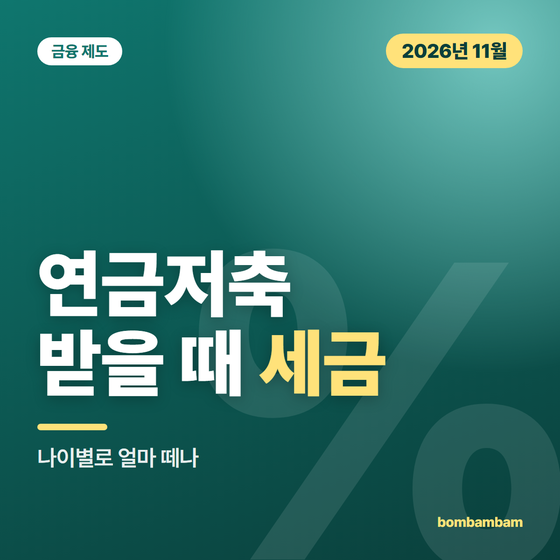 금융 제도
2026년 11월
연금저축
받을 때 세금
나이별로 얼마 떼나
bombambam